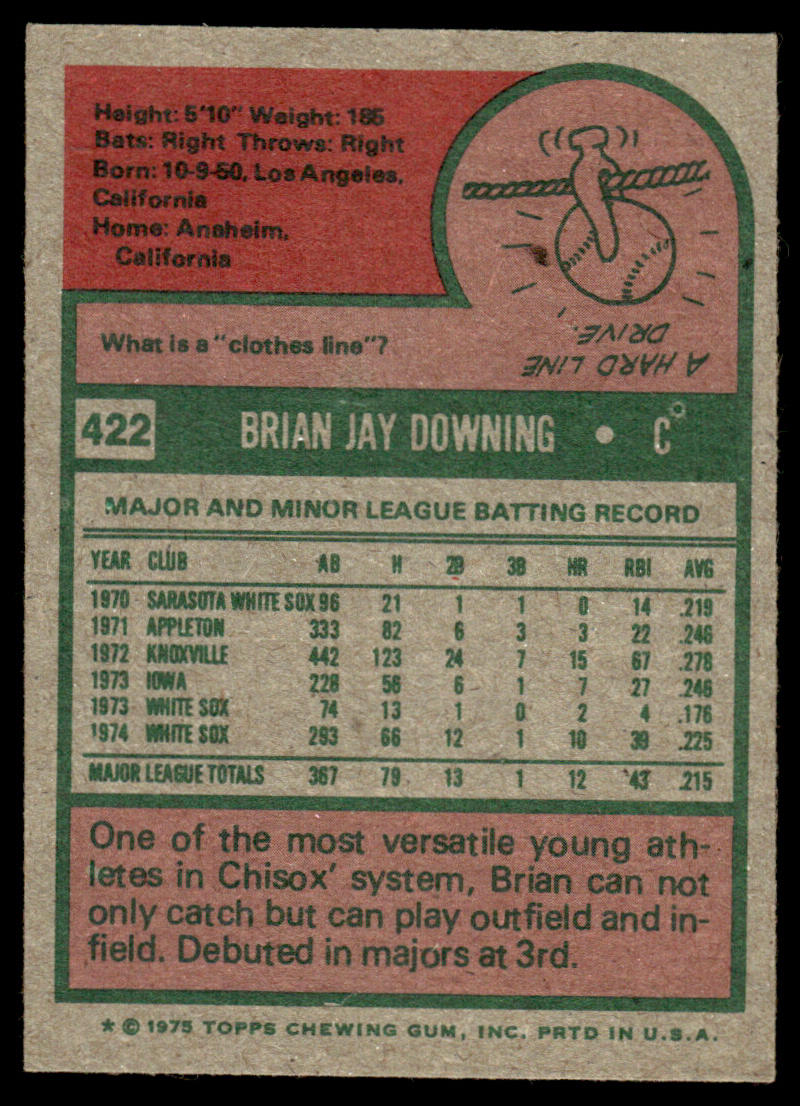 Height: 5'10" Weight: 185
Bats: Right Throws: Right
Born: 10-9-50, Los Angeles,
California
Home: Anaheim,
California
What is a "clothes line"?
A HARD LINE
DRIVE.
422 BRIAN JAY DOWNING • C
MAJOR AND MINOR LEAGUE BATTING RECORD
YEAR CLUB AB H 2B 3B HR RBI AVG
1970 SARASOTA WHITE SOX 96 21 1 1 0 14 .219
1971 APPLETON 333 82 6 3 3 22 .246
1972 KNOXVILLE 442 123 24 7 15 67 .278
1973 IOWA 228 56 6 1 7 27 .246
1973 WHITE SOX 74 13 1 0 2 4 .176
1974 WHITE SOX 293 66 12 1 10 39 .225
MAJOR LEAGUE TOTALS 367 79 13 1 12 43 .215
One of the most versatile young ath-
letes in Chisox' system, Brian can not
only catch but can play outfield and in-
field. Debuted in majors at 3rd.
* © 1975 TOPPS CHEWING GUM, INC. PRTD IN U.S.A.